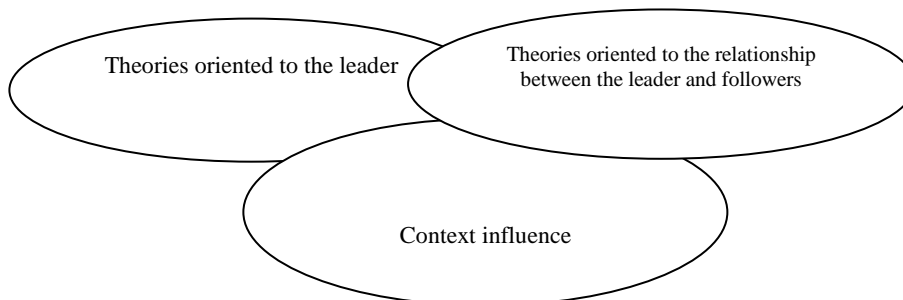 Theories oriented to the leader
Theories oriented to the relationship
between the leader and followers
Context influence